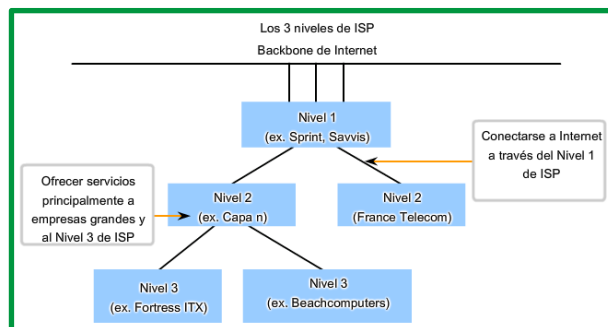 Los 3 niveles de ISP
Backbone de Internet
Nivel 1
(ex. Sprint, Savvis)
Conectarse a Internet
a través del Nivel 1
de ISP
Ofrecer servicios
principalmente a
empresas grandes y
al Nivel 3 de ISP
Nivel 2
(ex. Capa n)
Nivel 2
(France Telecom)
Nivel 3
(ex. Fortress ITX)
Nivel 3
(ex. Beachcomputers)